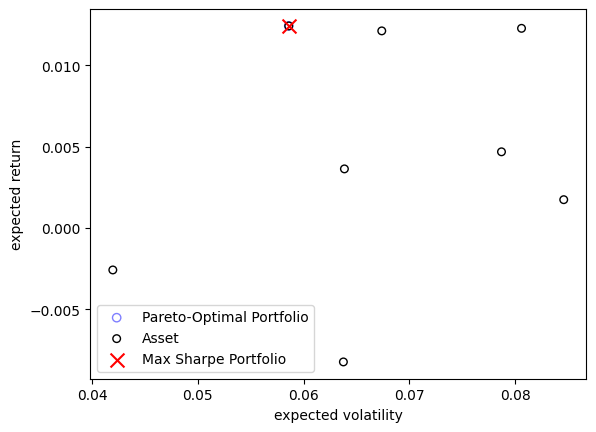 0.010
0.005
0.000
−0.005
expected return
Pareto-Optimal Portfolio
Asset
Max Sharpe Portfolio
0.04 0.05 0.06 0.07 0.08
expected volatility